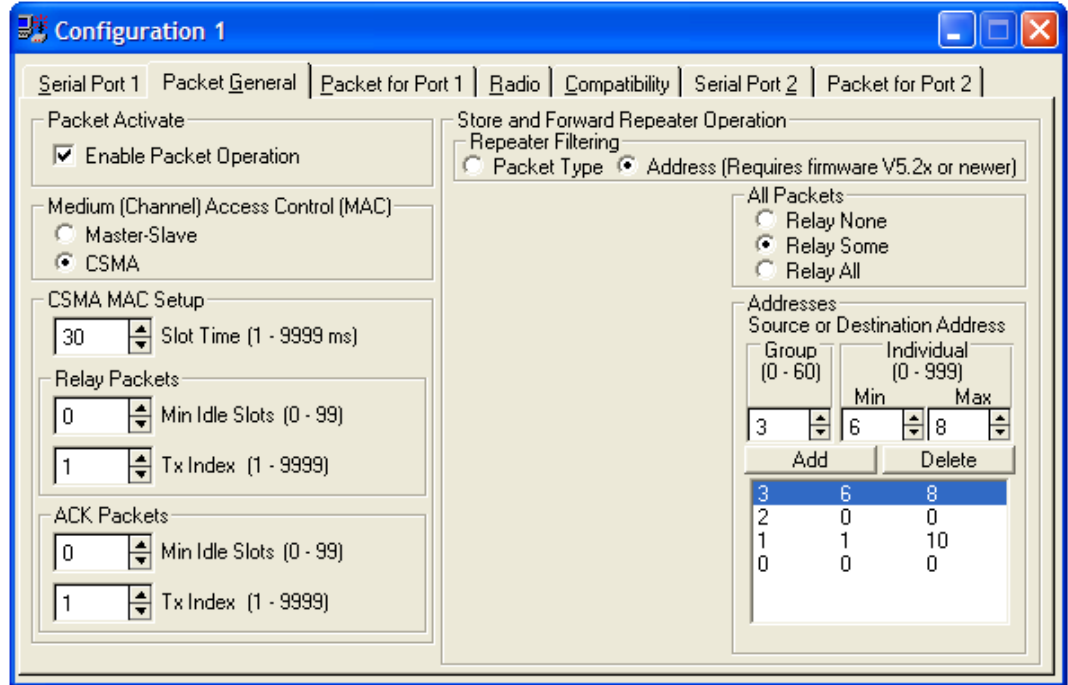 Configuration 1
Serial Port 1 Packet General Packet for Port 1 Radio Compatibility Serial Port 2 Packet for Port 2
Packet Activate
Enable Packet Operation
Medium (Channel) Access Control (MAC)
Master-Slave
CSMA
CSMA MAC Setup
30 Slot Time (1 - 9999 ms)
Relay Packets
0 Min Idle Slots (0 - 99)
1 Tx Index (1 - 9999)
ACK Packets
0 Min Idle Slots (0 - 99)
1 Tx Index (1 - 9999)
Store and Forward Repeater Operation
Repeater Filtering
Packet Type Address (Requires firmware V5.2x or newer)
All Packets
Relay None
Relay Some
Relay All
Addresses
Source or Destination Address
Group Individual
(0 - 60) (0 - 999)
Min Max
3 6 8
Add Delete
3 6 8
2 0 0
1 1 10
0 0 0